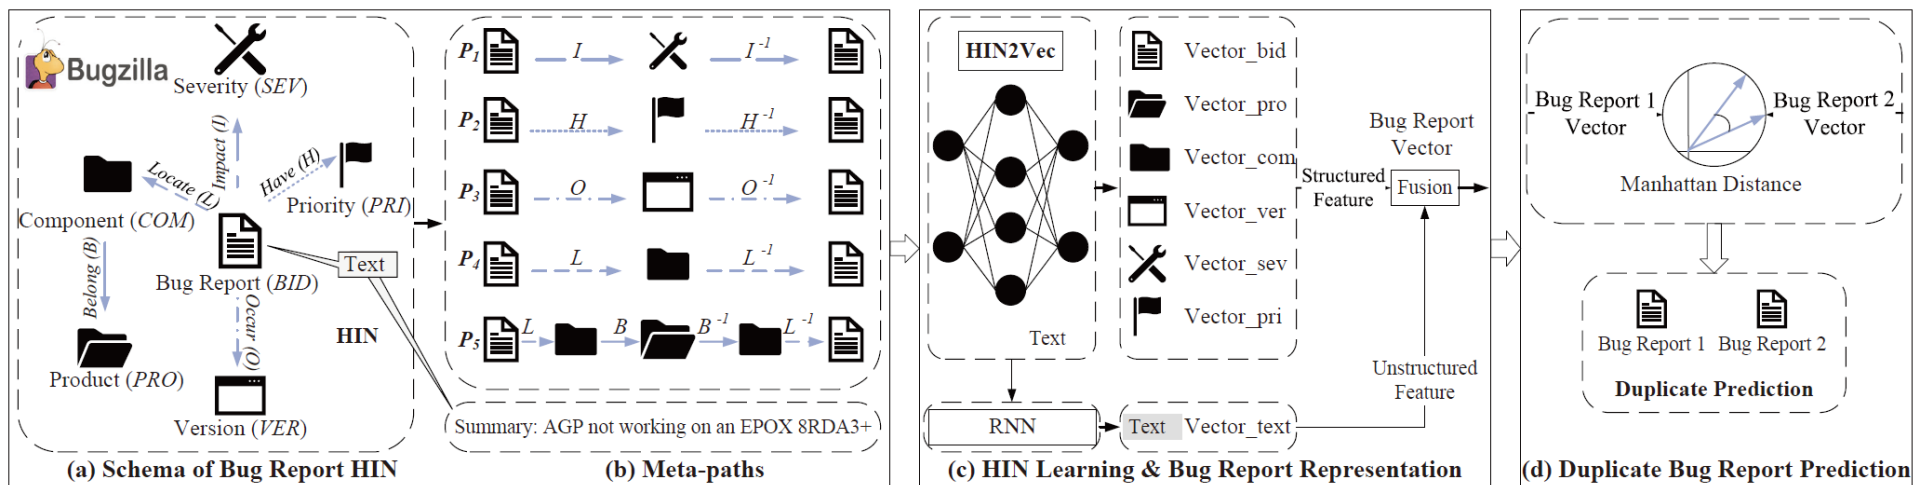 Bugzilla
Severity (SEV)
Impact (I)
Have (H)
Locate (L)
Component (COM)
Priority (PRI)
Belong (B)
Bug Report (BID)
Text
Occur (O)
HIN
Product (PRO)
Version (VER)
(a) Schema of Bug Report HIN
P1 I I-1
P2 H H-1
P3 O O-1
P4 L L-1
P5 L B B-1 L-1
Summary: AGP not working on an EPOX 8RDA3+
(b) Meta-paths
HIN2Vec
Text
RNN
Vector_bid
Vector_pro
Vector_com
Vector_ver
Vector_sev
Vector_pri
Text Vector_text
Structured
Feature
Bug Report
Vector
Fusion
Unstructured
Feature
(c) HIN Learning & Bug Report Representation
Bug Report 1
Vector
Bug Report 2
Vector
Manhattan Distance
Bug Report 1 Bug Report 2
Duplicate Prediction
(d) Duplicate Bug Report Prediction